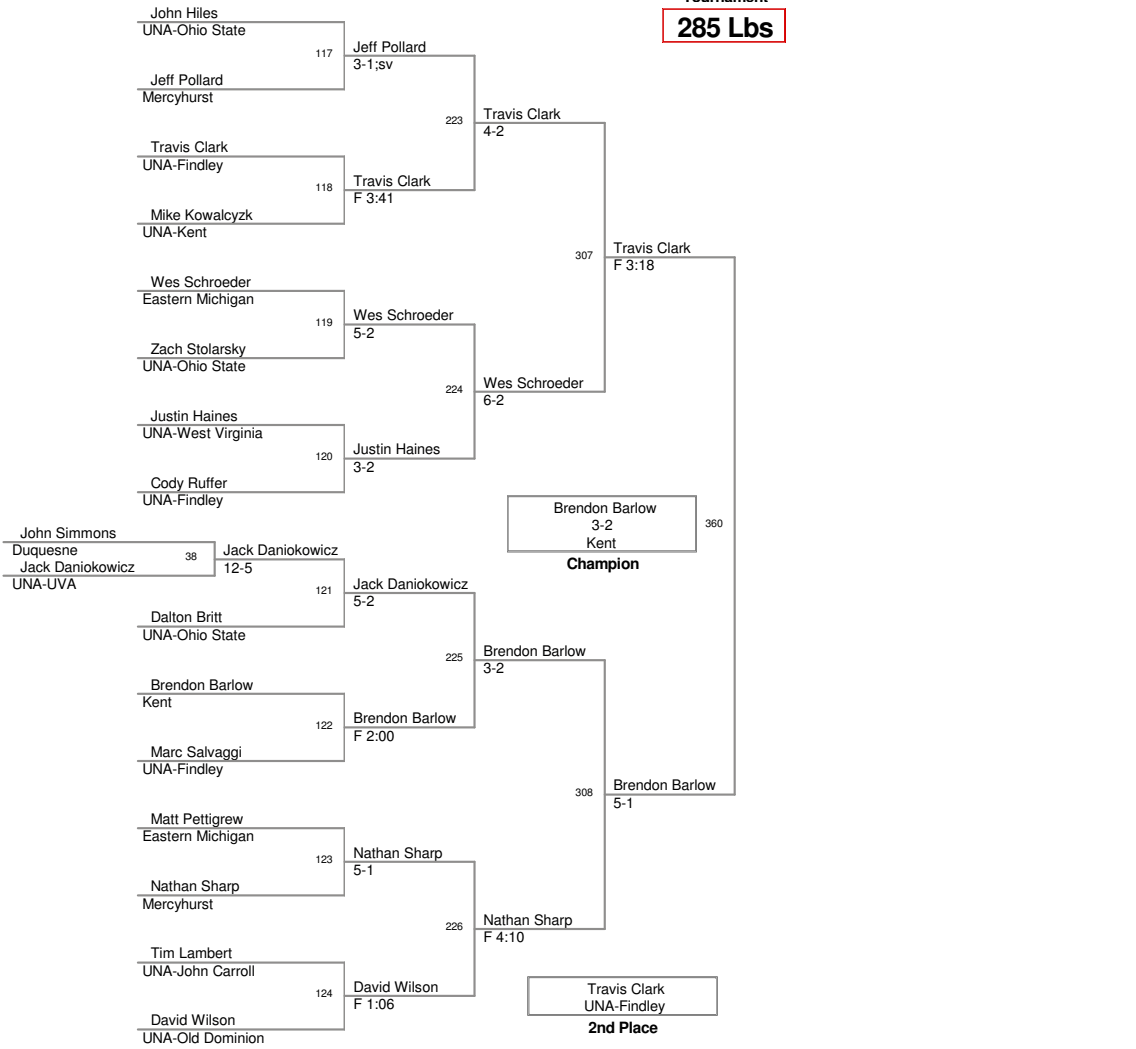 Tournament
285 Lbs
John Hiles
UNA-Ohio State
117
Jeff Pollard
3-1;sv
Jeff Pollard
Mercyhurst
223
Travis Clark
4-2
Travis Clark
UNA-Findley
118
Travis Clark
F 3:41
Mike Kowalcyzk
UNA-Kent
307
Travis Clark
F 3:18
Wes Schroeder
Eastern Michigan
119
Wes Schroeder
5-2
Zach Stolarsky
UNA-Ohio State
224
Wes Schroeder
6-2
Justin Haines
UNA-West Virginia
120
Justin Haines
3-2
Cody Ruffer
UNA-Findley
Brendon Barlow
3-2
Kent
360
Champion
John Simmons
Duquesne
38
Jack Daniokowicz
12-5
Jack Daniokowicz
UNA-UVA
121
Jack Daniokowicz
5-2
Dalton Britt
UNA-Ohio State
225
Brendon Barlow
3-2
Brendon Barlow
Kent
122
Brendon Barlow
F 2:00
Marc Salvaggi
UNA-Findley
308
Brendon Barlow
5-1
Matt Pettigrew
Eastern Michigan
123
Nathan Sharp
5-1
Nathan Sharp
Mercyhurst
226
Nathan Sharp
F 4:10
Tim Lambert
UNA-John Carroll
124
David Wilson
F 1:06
David Wilson
UNA-Old Dominion
Travis Clark
UNA-Findley
2nd Place